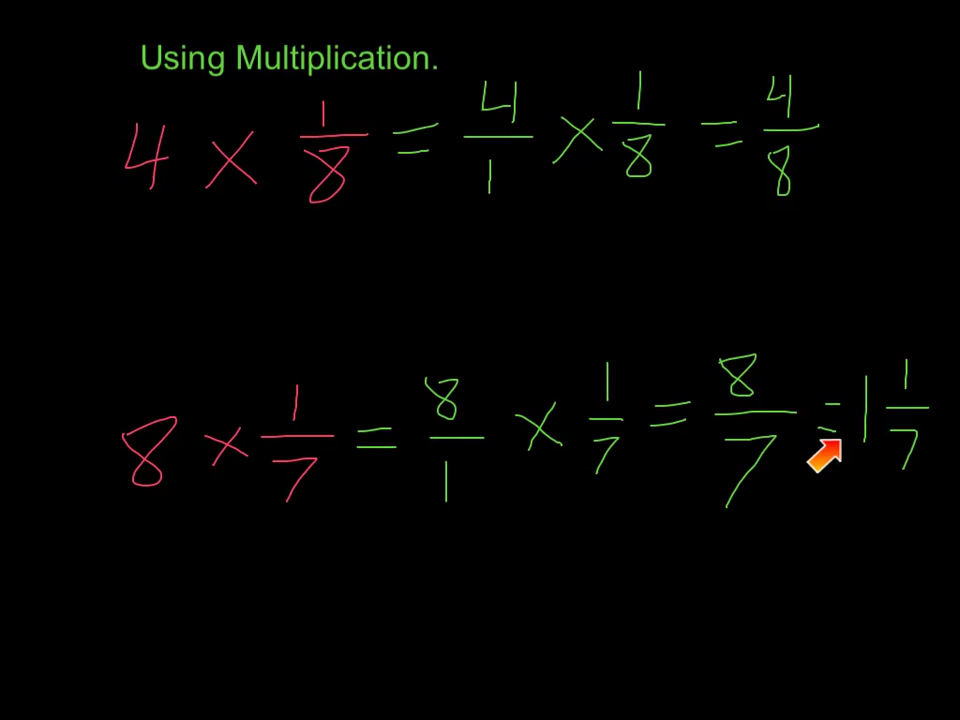 Using Multiplication.
4 × 1/8 = 4/1 × 1/8 = 4/8
8 × 1/7 = 8/1 × 1/7 = 8/7 = 1 1/7